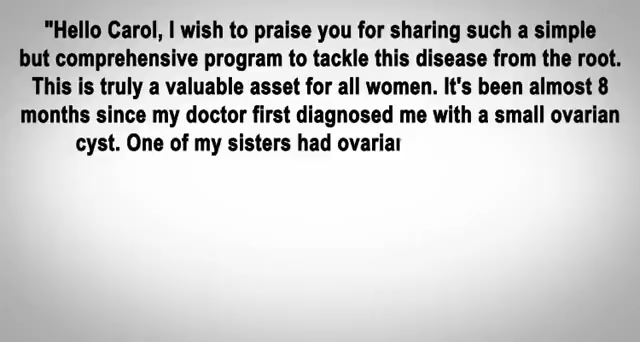 "Hello Carol, I wish to praise you for sharing such a simple
but comprehensive program to tackle this disease from the root.
This is truly a valuable asset for all women. It's been almost 8
months since my doctor first diagnosed me with a small ovarian
cyst. One of my sisters had